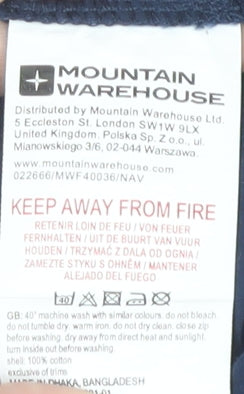 MOUNTAIN
WAREHOUSE
Distributed by Mountain Warehouse Ltd.
5 Eccleston St. London SW1W 9LX
United Kingdom. Polska Sp. Z o.o., ul.
Mianowskiego 3/6, 02-044 Warszawa.
www.mountainwarehouse.com
022666/MWF40036/NAV
KEEP AWAY FROM FIRE
RETENIR LOIN DE FEU / VON FEUER
FERNHALTEN / UIT DE BUURT VAN VUUR
HOUDEN / TRZYMAĆ Z DALA OD OGNIA /
ZAMEZTE STYKU S OHNĚM / MANTENER
ALEJADO DEL FUEGO
40
GB: 40° machine wash with similar colours. do not bleach.
do not tumble dry. warm iron. do not dry clean. close zip
before washing. dry away from direct heat and sunlight.
turn inside out before washing.
shell: 100% cotton
exclusive of trims
MADE IN DHAKA, BANGLADESH